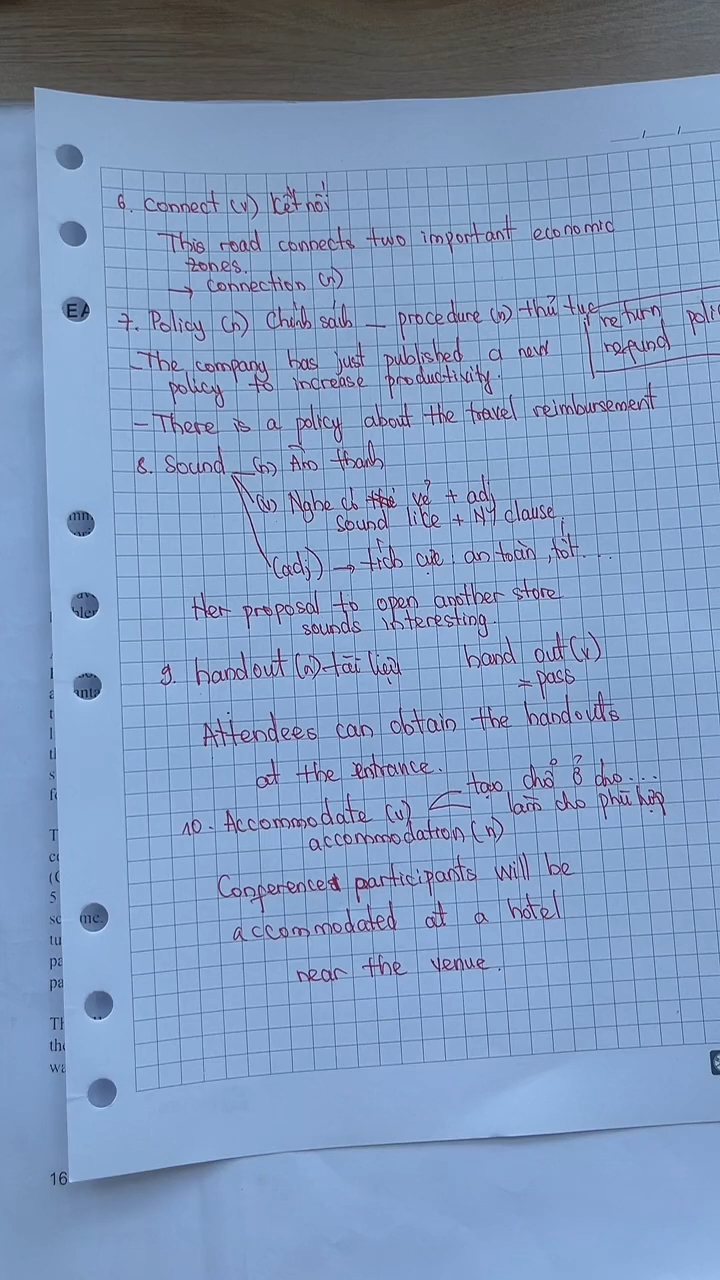 6. Connect (v) kết nối
This road connects two important economic
zones.
→ connection (n)
7. Policy (n) chính sách – procedure (n) thủ tục
return
refund
- The company has just published a new
policy to increase productivity.
- There is a policy about the travel reimbursement
8. Sound (n) Âm thanh
(v) Nghe có vẻ + adj
sound like + N/clause
(adj) → tích cực: an toàn, tốt...
Her proposal to open another store
sounds interesting.
9. handout (n) tài liệu hand out (v)
= pass
Attendees can obtain the handouts
at the entrance.
10. Accommodate (v) tạo chỗ ở cho...
làm cho phù hợp
accommodation (n)
Conference participants will be
accommodated at a hotel
near the venue.
16